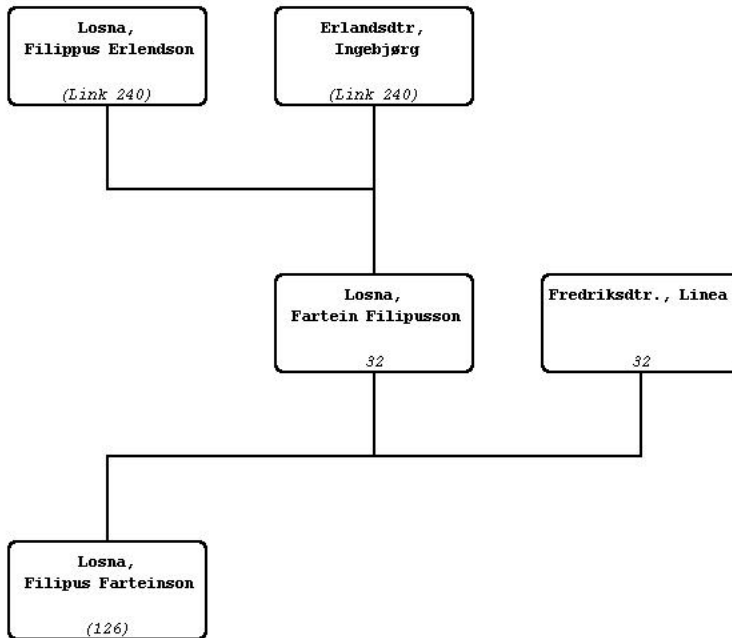 Losna,
Filippus Erlendson
(Link 240)
Erlandsdtr,
Ingebjørg
(Link 240)
Losna,
Fartein Filipusson
32
Fredriksdtr., Linea
32
Losna,
Filipus Farteinson
(126)